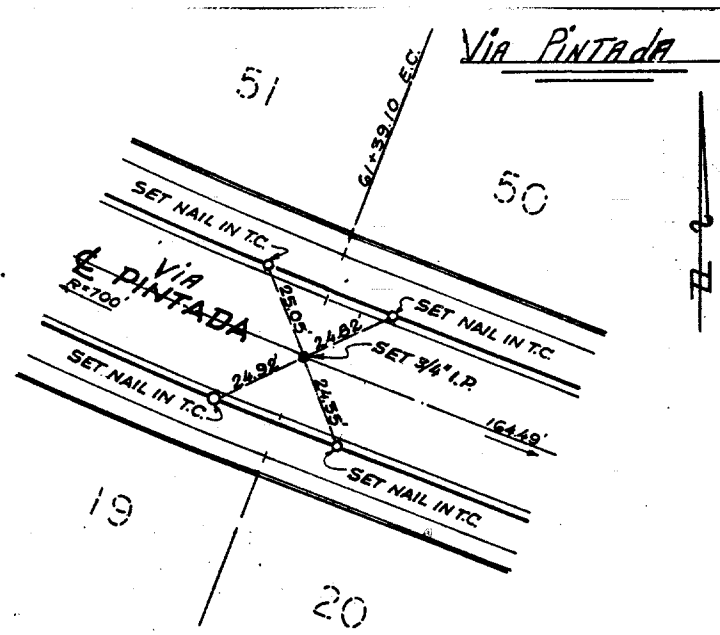 Via Pintada
51
61+39.10 E.C.
50
SET NAIL IN T.C.
℄ VIA
PINTADA
R=700'
25.05'
24.82'
SET NAIL IN T.C.
SET 3/4" I.P.
24.92'
24.55'
SET NAIL IN T.C.
164.49'
SET NAIL IN T.C.
19
20